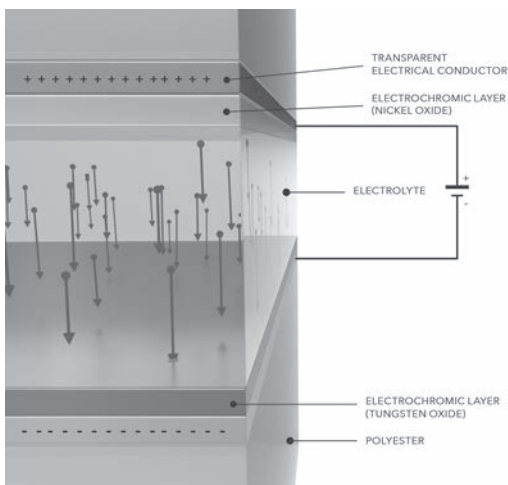 + + + + + + + + + + + + + +
TRANSPARENT
ELECTRICAL CONDUCTOR
ELECTROCHROMIC LAYER
(NICKEL OXIDE)
ELECTROLYTE
+
-
ELECTROCHROMIC LAYER
(TUNGSTEN OXIDE)
- - - - - - - - - - - - - -
POLYESTER